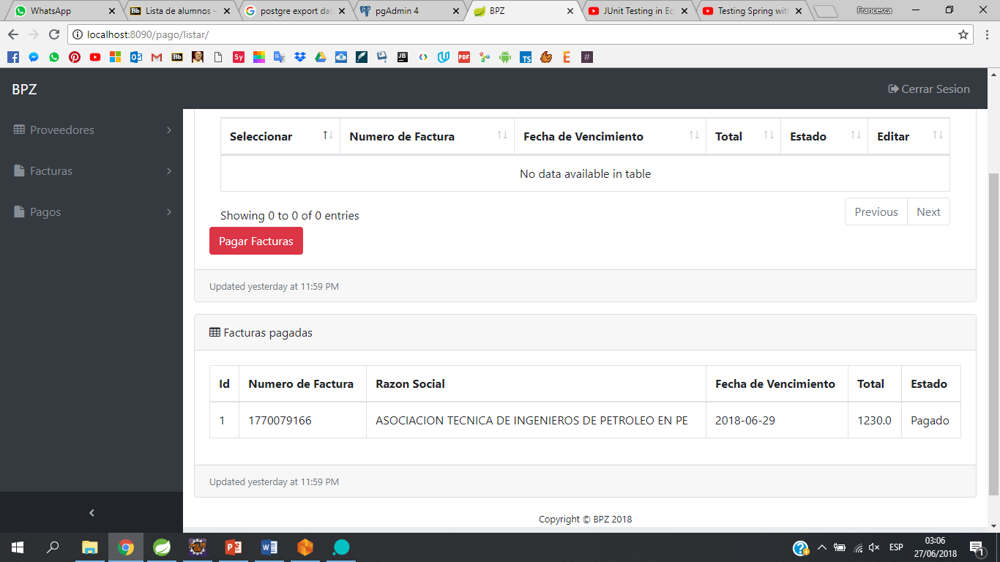 WhatsApp
Lista de alumnos –
postgre export dat
pgAdmin 4
BPZ
JUnit Testing in Ecl
Testing Spring with
Francesca
localhost:8090/pago/listar/
BPZ
Cerrar Sesion
Proveedores
Facturas
Pagos
Seleccionar Numero de Factura Fecha de Vencimiento Total Estado Editar
No data available in table
Showing 0 to 0 of 0 entries
Previous Next
Pagar Facturas
Updated yesterday at 11:59 PM
Facturas pagadas
Id Numero de Factura Razon Social Fecha de Vencimiento Total Estado
1 1770079166 ASOCIACION TECNICA DE INGENIEROS DE PETROLEO EN PE 2018-06-29 1230.0 Pagado
Updated yesterday at 11:59 PM
Copyright © BPZ 2018
ESP
03:06
27/06/2018